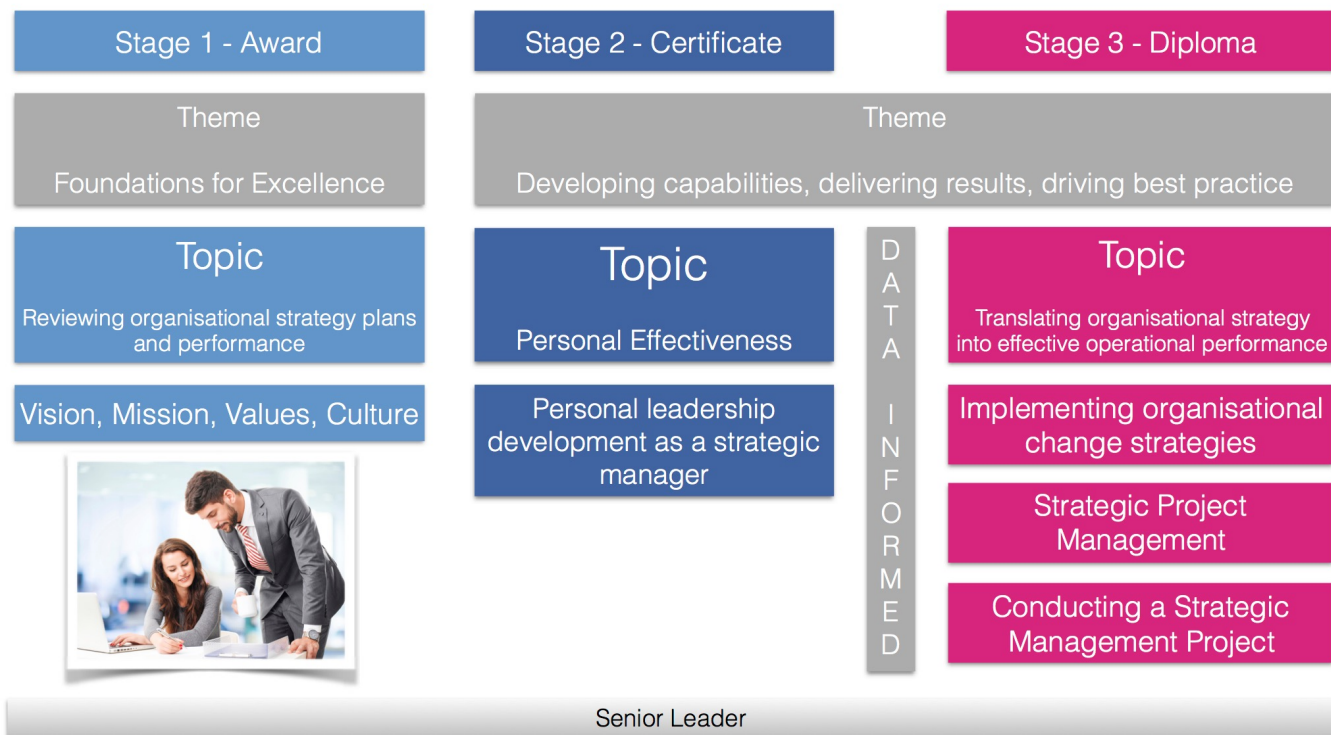 Stage 1 - Award
Stage 2 - Certificate
Stage 3 - Diploma
Theme
Foundations for Excellence
Theme
Developing capabilities, delivering results, driving best practice
Topic
Reviewing organisational strategy plans
and performance
Vision, Mission, Values, Culture
Topic
Personal Effectiveness
Personal leadership
development as a strategic
manager
DATA INFORMED
Topic
Translating organisational strategy
into effective operational performance
Implementing organisational
change strategies
Strategic Project
Management
Conducting a Strategic
Management Project
Senior Leader